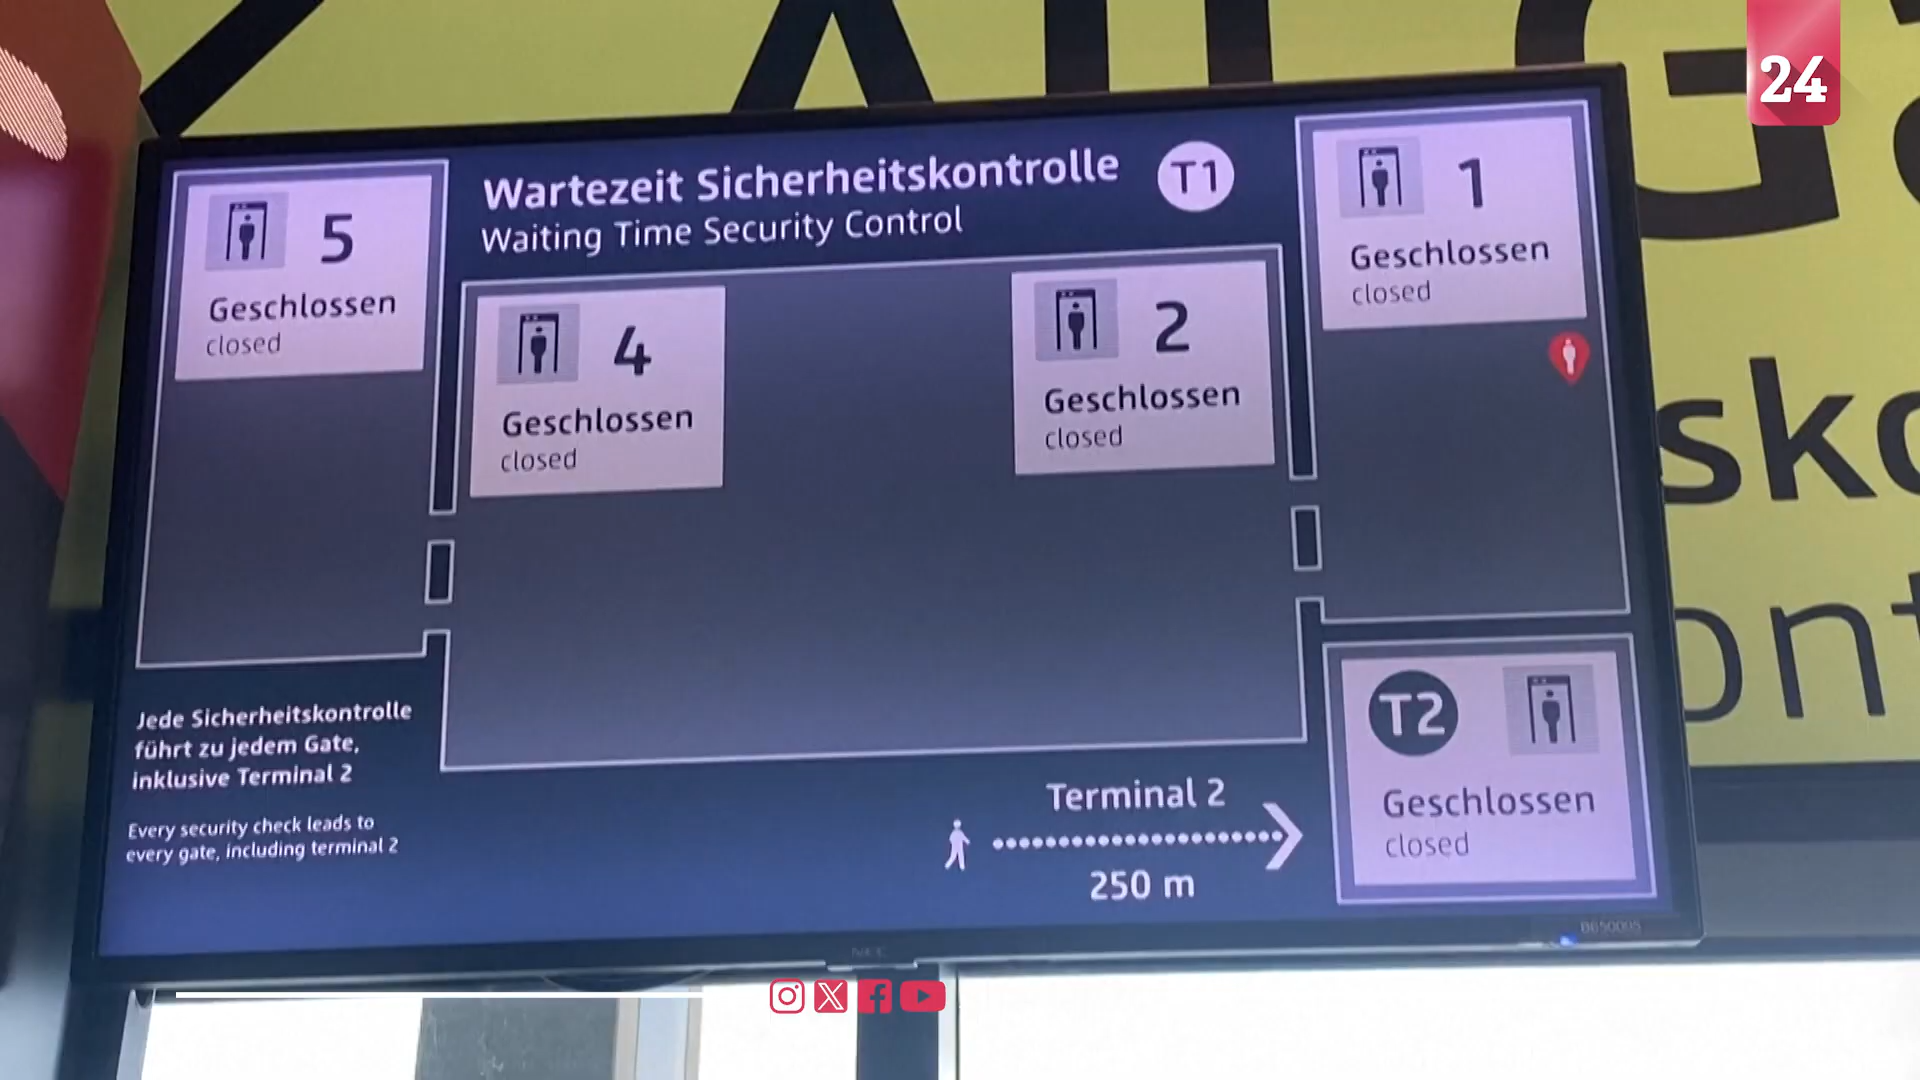 24
Wartezeit Sicherheitskontrolle T1
Waiting Time Security Control
5
Geschlossen
closed
4
Geschlossen
closed
2
Geschlossen
closed
1
Geschlossen
closed
Jede Sicherheitskontrolle
führt zu jedem Gate,
inklusive Terminal 2
Every security check leads to
every gate, including terminal 2
Terminal 2
250 m
T2
Geschlossen
closed
NEC